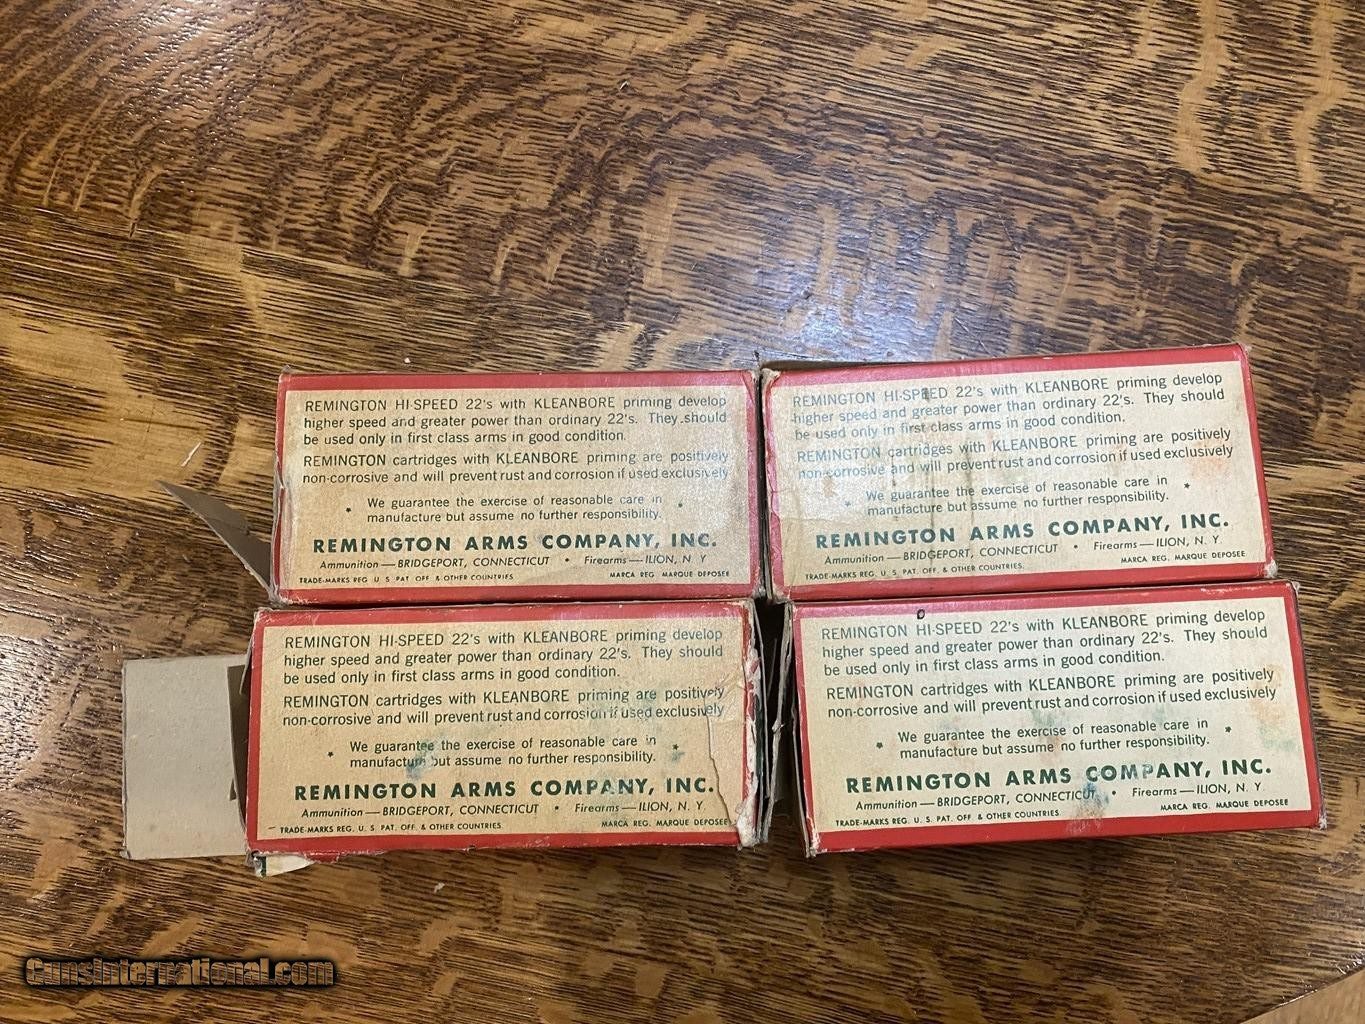 REMINGTON HI-SPEED 22's with KLEANBORE priming develop
higher speed and greater power than ordinary 22's. They should
be used only in first class arms in good condition.
REMINGTON cartridges with KLEANBORE priming are positively
non-corrosive and will prevent rust and corrosion if used exclusively
* We guarantee the exercise of reasonable care in *
manufacture but assume no further responsibility.
REMINGTON ARMS COMPANY, INC.
Ammunition — BRIDGEPORT, CONNECTICUT • Firearms — ILION, N. Y
TRADE-MARKS REG. U. S. PAT. OFF. & OTHER COUNTRIES MARCA REG. MARQUE DEPOSEE
REMINGTON HI-SPEED 22's with KLEANBORE priming develop
higher speed and greater power than ordinary 22's. They should
be used only in first class arms in good condition.
REMINGTON cartridges with KLEANBORE priming are positively
non-corrosive and will prevent rust and corrosion if used exclusively
* We guarantee the exercise of reasonable care in *
manufacture but assume no further responsibility.
REMINGTON ARMS COMPANY, INC.
Ammunition — BRIDGEPORT, CONNECTICUT • Firearms — ILION, N. Y.
TRADE-MARKS REG. U. S. PAT. OFF. & OTHER COUNTRIES. MARCA REG. MARQUE DEPOSEE
REMINGTON HI-SPEED 22's with KLEANBORE priming develop
higher speed and greater power than ordinary 22's. They should
be used only in first class arms in good condition.
REMINGTON cartridges with KLEANBORE priming are positively
non-corrosive and will prevent rust and corrosion if used exclusively
* We guarantee the exercise of reasonable care in *
manufacture but assume no further responsibility.
REMINGTON ARMS COMPANY, INC.
Ammunition — BRIDGEPORT, CONNECTICUT • Firearms — ILION, N. Y.
TRADE-MARKS REG. U. S. PAT. OFF. & OTHER COUNTRIES MARCA REG. MARQUE DEPOSEE
REMINGTON HI-SPEED 22's with KLEANBORE priming develop
higher speed and greater power than ordinary 22's. They should
be used only in first class arms in good condition.
REMINGTON cartridges with KLEANBORE priming are positively
non-corrosive and will prevent rust and corrosion if used exclusively
* We guarantee the exercise of reasonable care in *
manufacture but assume no further responsibility.
REMINGTON ARMS COMPANY, INC.
Ammunition — BRIDGEPORT, CONNECTICUT • Firearms — ILION, N. Y.
TRADE-MARKS REG. U. S. PAT. OFF. & OTHER COUNTRIES MARCA REG. MARQUE DEPOSEE
GunsInternational.com